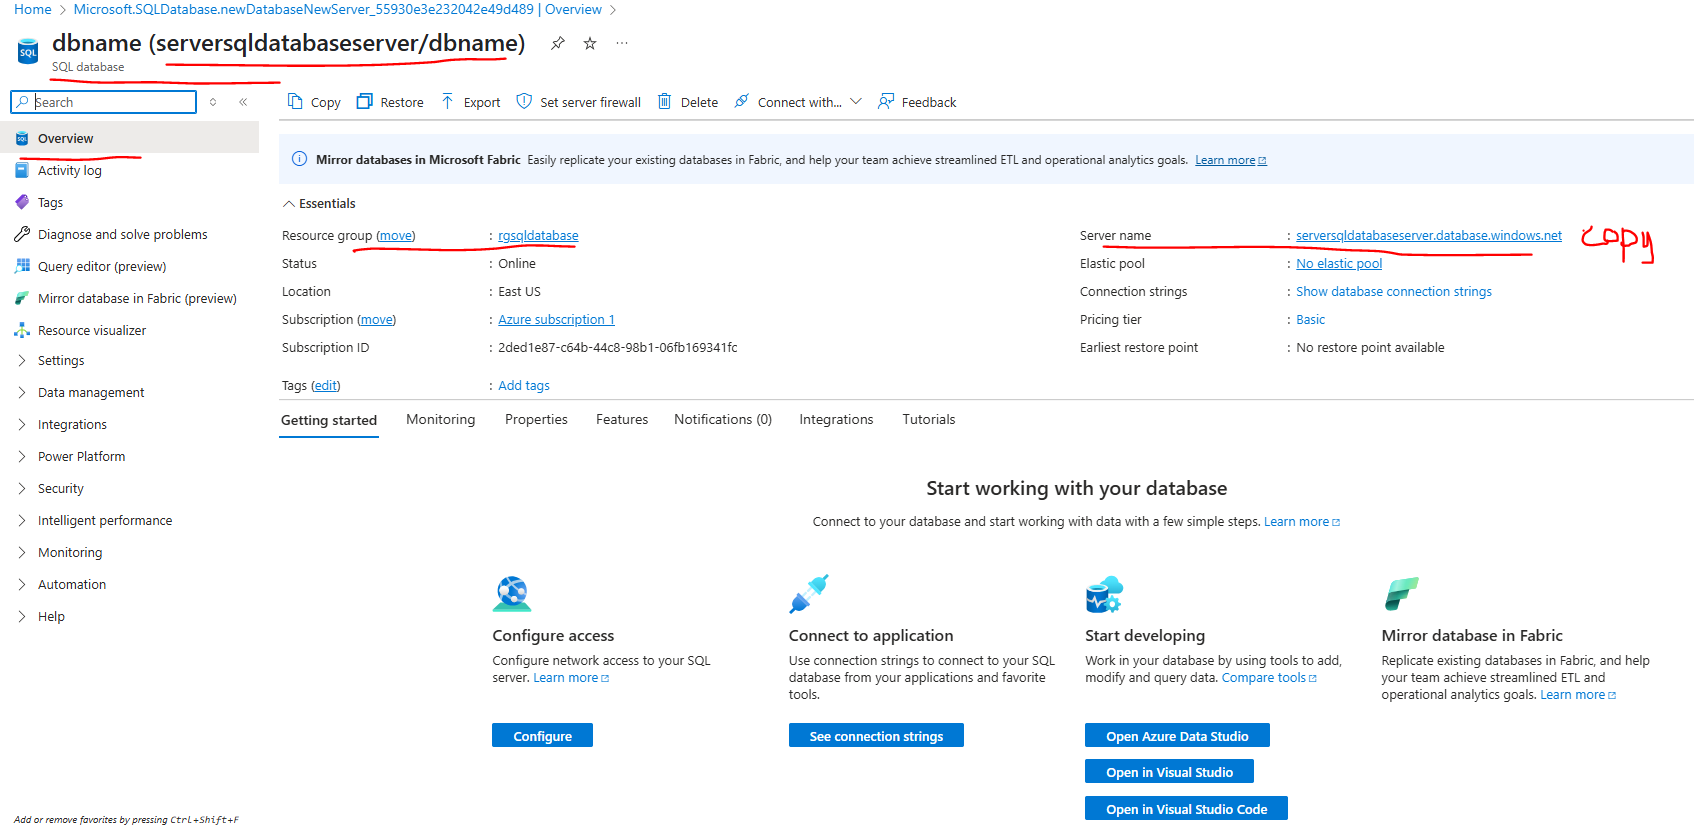 Home > Microsoft.SQLDatabase.newDatabaseNewServer_55930e3e232042e49d489 | Overview >
dbname (serversqldatabaseserver/dbname) ...
SQL
SQL database
Search
Copy Restore Export Set server firewall Delete Connect with... Feedback
Overview
Activity log
Tags
Diagnose and solve problems
Query editor (preview)
Mirror database in Fabric (preview)
Resource visualizer
Settings
Data management
Integrations
Power Platform
Security
Intelligent performance
Monitoring
Automation
Help
Add or remove favorites by pressing Ctrl+Shift+F
Mirror databases in Microsoft Fabric Easily replicate your existing databases in Fabric, and help your team achieve streamlined ETL and operational analytics goals. Learn more
Essentials
Resource group (move) : rgsqldatabase
Status : Online
Location : East US
Subscription (move) : Azure subscription 1
Subscription ID : 2ded1e87-c64b-44c8-98b1-06fb169341fc
Tags (edit) : Add tags
Server name : serversqldatabaseserver.database.windows.net copy
Elastic pool : No elastic pool
Connection strings : Show database connection strings
Pricing tier : Basic
Earliest restore point : No restore point available
Getting started Monitoring Properties Features Notifications (0) Integrations Tutorials
Start working with your database
Connect to your database and start working with data with a few simple steps. Learn more
Configure access
Configure network access to your SQL
server. Learn more
Configure
Connect to application
Use connection strings to connect to your SQL
database from your applications and favorite
tools.
See connection strings
Start developing
Work in your database by using tools to add,
modify and query data. Compare tools
Open Azure Data Studio
Open in Visual Studio
Open in Visual Studio Code
Mirror database in Fabric
Replicate existing databases in Fabric, and help
your team achieve streamlined ETL and
operational analytics goals. Learn more